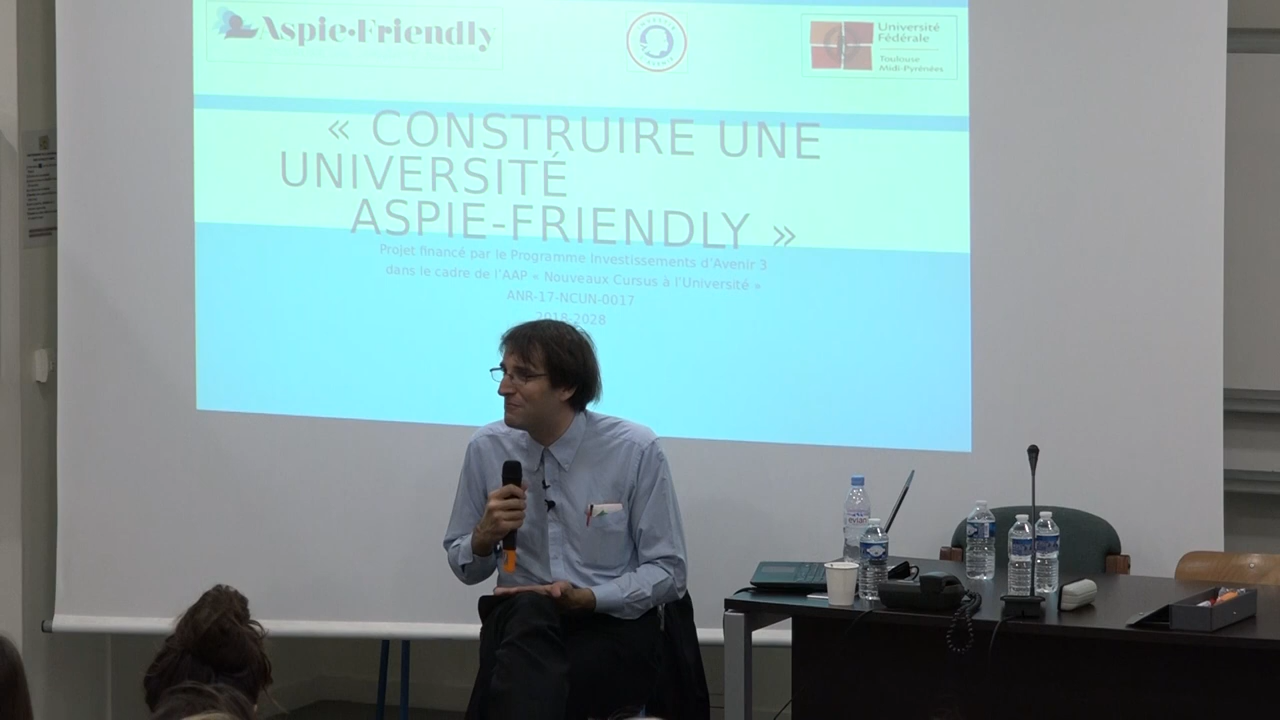 Aspie-Friendly
Université
Fédérale
Toulouse
Midi-Pyrénées
« CONSTRUIRE UNE
UNIVERSITÉ
ASPIE-FRIENDLY »
Projet financé par le Programme Investissements d'Avenir 3
dans le cadre de l'AAP « Nouveaux Cursus à l'Université »
ANR-17-NCUN-0017
2018-2028
evian